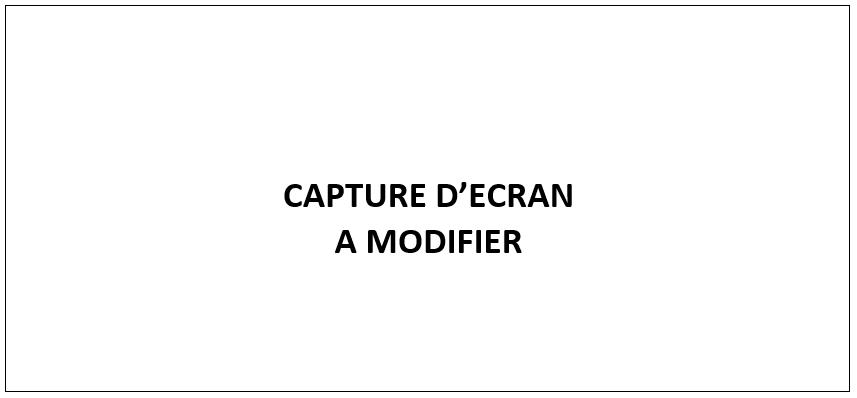 CAPTURE D’ECRAN
A MODIFIER